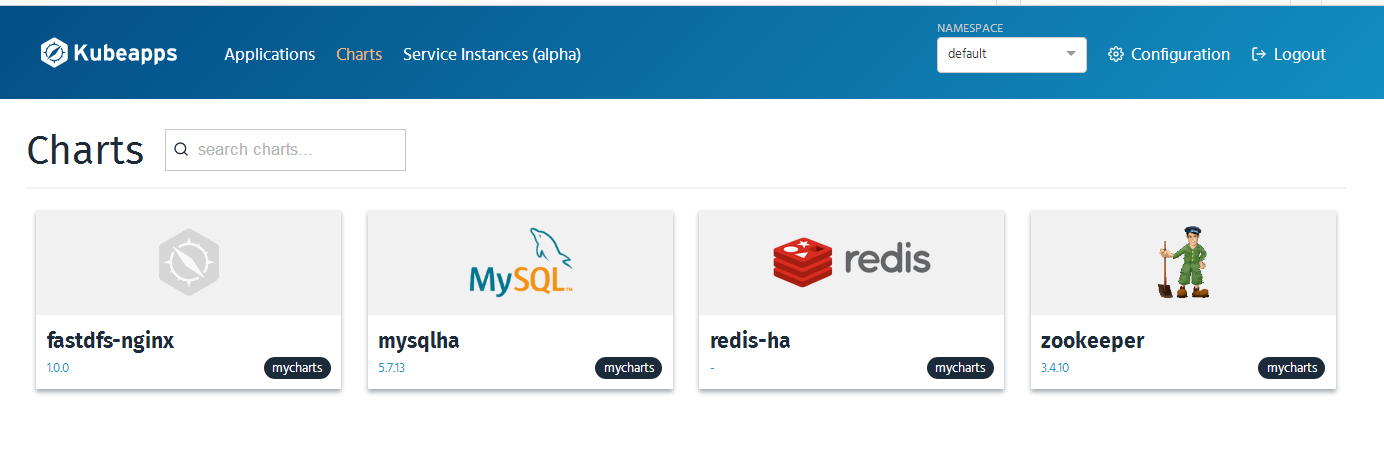 NAMESPACE
Kubeapps Applications Charts Service Instances (alpha) default Configuration Logout
Charts search charts...
MySQL™ redis
fastdfs-nginx mysqlha redis-ha zookeeper
1.0.0 mycharts 5.7.13 mycharts - mycharts 3.4.10 mycharts